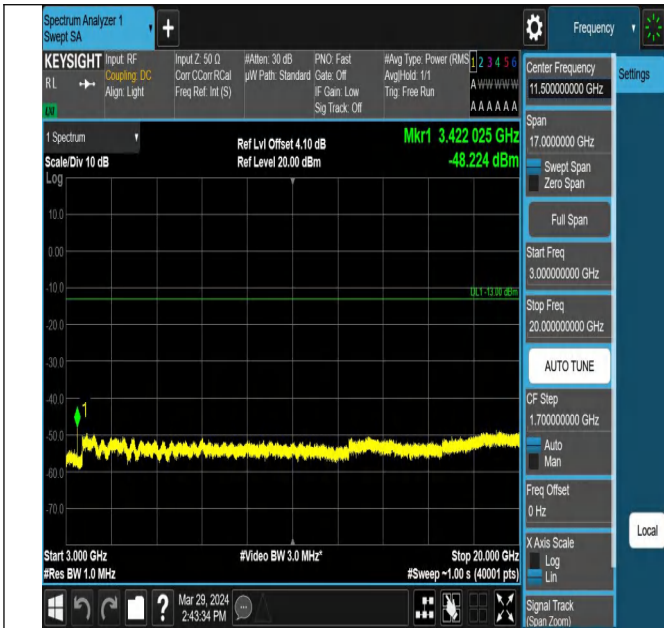 Spectrum Analyzer 1
Swept SA
+
Frequency
KEYSIGHT
RL
LXI
Input: RF
Coupling: DC
Align: Light
Input Z: 50 Ω
Corr CCorr RCal
Freq Ref: Int (S)
#Atten: 30 dB
µW Path: Standard
PNO: Fast
Gate: Off
IF Gain: Low
Sig Track: Off
#Avg Type: Power (RMS
Avg|Hold: 1/1
Trig: Free Run
1 2 3 4 5 6
A W W W W W
A A A A A A
1 Spectrum
Scale/Div 10 dB
Log
Ref Lvl Offset 4.10 dB
Ref Level 20.00 dBm
Mkr1 3.422 025 GHz
-48.224 dBm
10.0
0.00
-10.0
DL1 -13.00 dBm
-20.0
-30.0
-40.0
1
-50.0
-60.0
-70.0
Start 3.000 GHz
#Res BW 1.0 MHz
#Video BW 3.0 MHz*
Stop 20.000 GHz
#Sweep ~1.00 s (40001 pts)
?
Mar 29, 2024
2:43:34 PM
Center Frequency
11.500000000 GHz
Settings
Span
17.0000000 GHz
Swept Span
Zero Span
Full Span
Start Freq
3.000000000 GHz
Stop Freq
20.000000000 GHz
AUTO TUNE
CF Step
1.700000000 GHz
Auto
Man
Freq Offset
0 Hz
Local
X Axis Scale
Log
Lin
Signal Track
(Span Zoom)